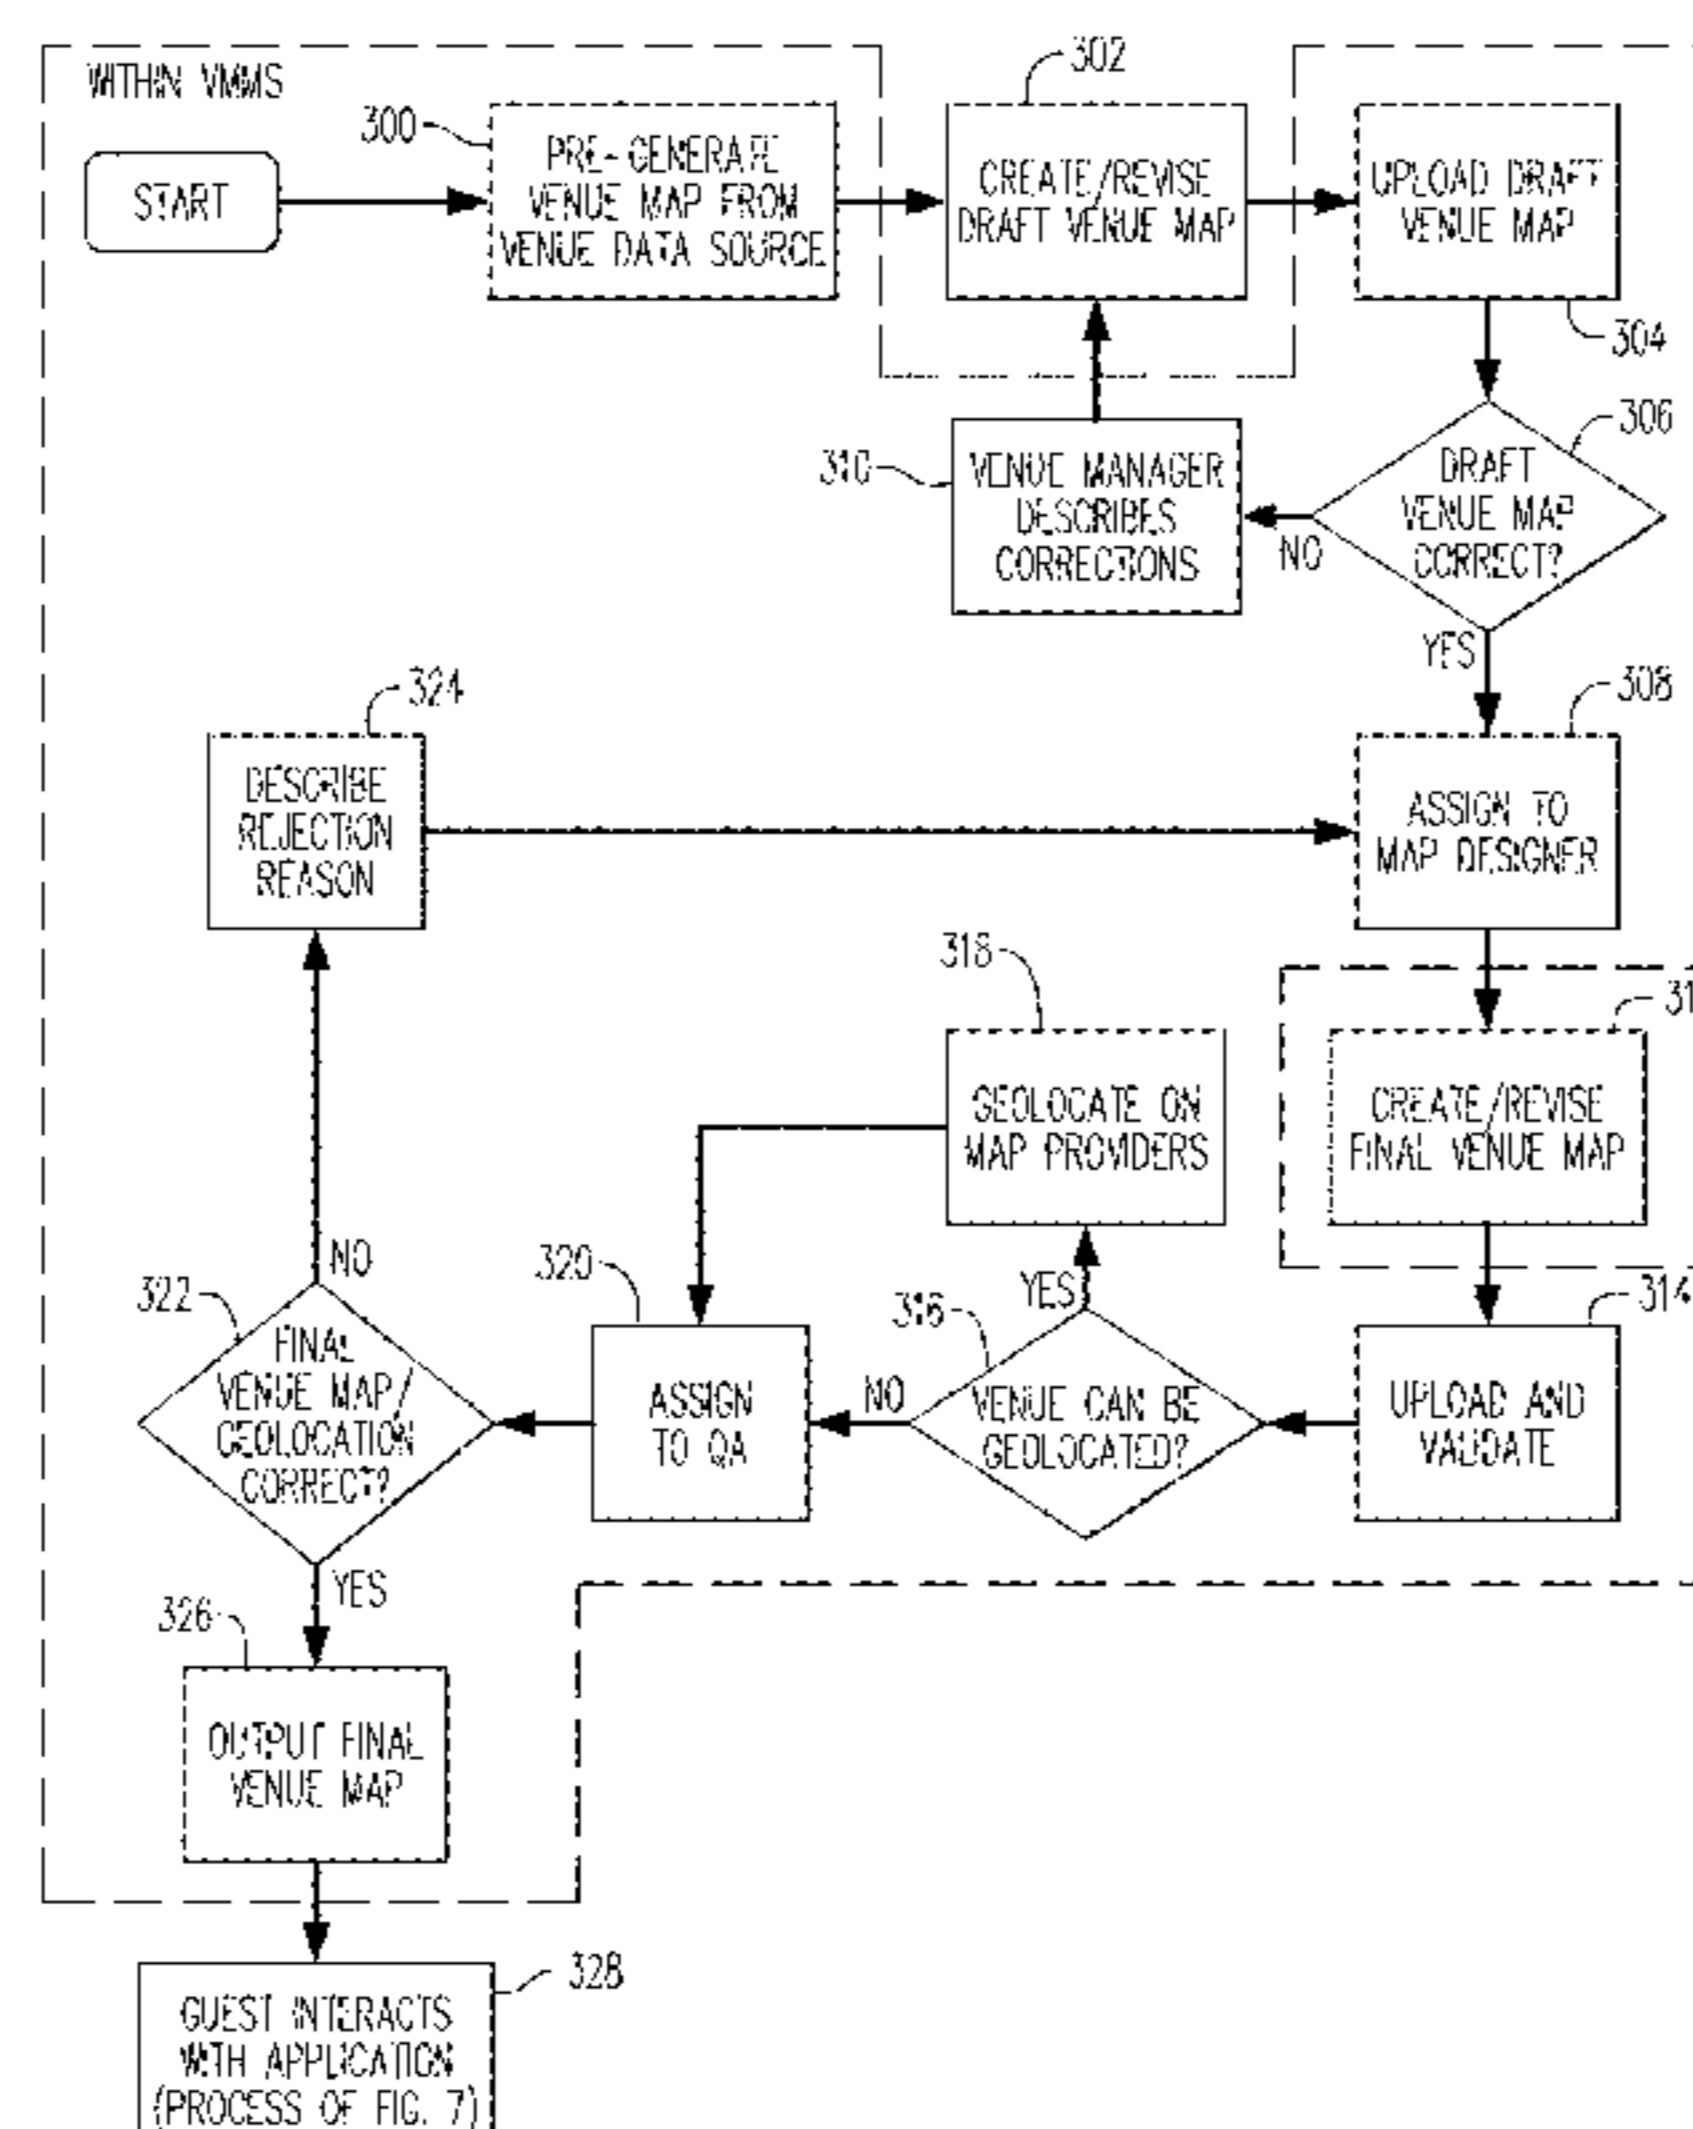 WITHIN VMMS
START
300
PRE-GENERATE
VENUE MAP FROM
VENUE DATA SOURCE
302
CREATE/REVISE
DRAFT VENUE MAP
UPLOAD DRAFT
VENUE MAP
304
306
DRAFT
VENUE MAP
CORRECT?
NO
YES
310
VENUE MANAGER
DESCRIBES
CORRECTIONS
308
ASSIGN TO
MAP DESIGNER
324
DESCRIBE
REJECTION
REASON
31
CREATE/REVISE
FINAL VENUE MAP
314
UPLOAD AND
VALIDATE
318
GEOLOCATE ON
MAP PROVIDERS
316
YES
VENUE CAN BE
GEOLOCATED?
NO
320
ASSIGN
TO QA
322
NO
FINAL
VENUE MAP/
GEOLOCATION
CORRECT?
YES
326
OUTPUT FINAL
VENUE MAP
328
GUEST INTERACTS
WITH APPLICATION
(PROCESS OF FIG. 7)